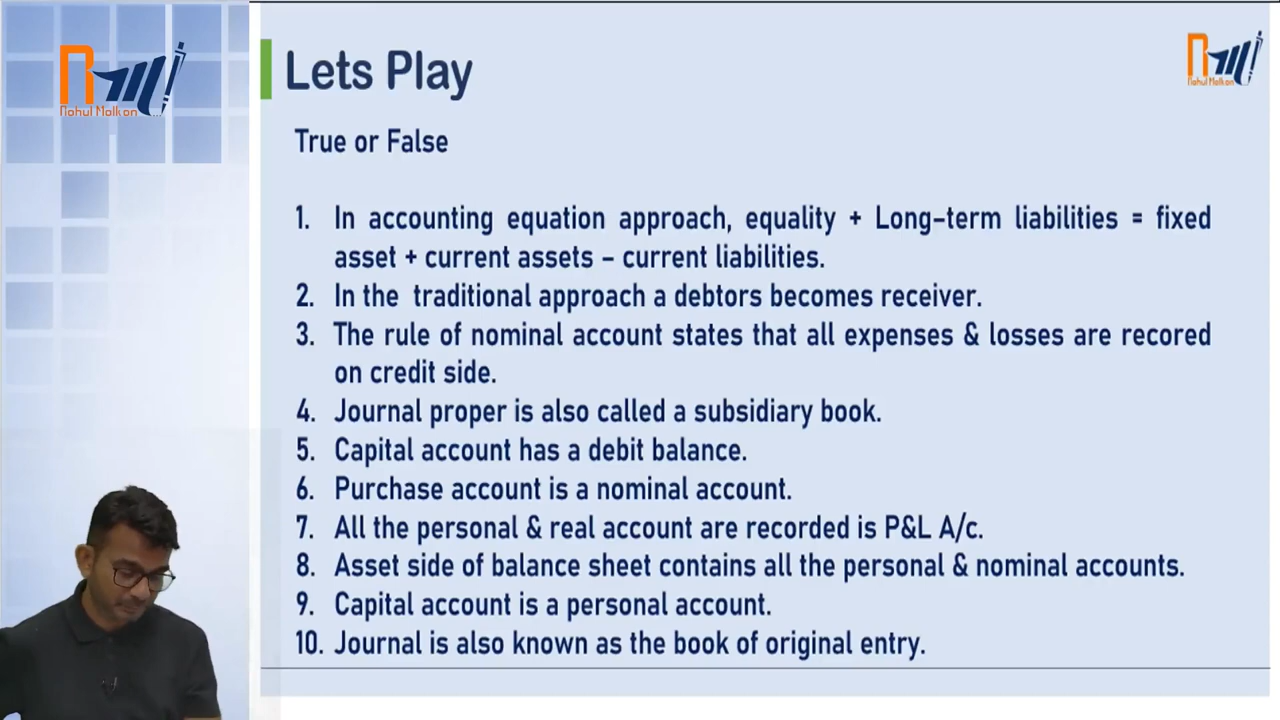 Rahul Malkan
Lets Play
True or False
1. In accounting equation approach, equality + Long-term liabilities = fixed
asset + current assets – current liabilities.
2. In the traditional approach a debtors becomes receiver.
3. The rule of nominal account states that all expenses & losses are recored
on credit side.
4. Journal proper is also called a subsidiary book.
5. Capital account has a debit balance.
6. Purchase account is a nominal account.
7. All the personal & real account are recorded is P&L A/c.
8. Asset side of balance sheet contains all the personal & nominal accounts.
9. Capital account is a personal account.
10. Journal is also known as the book of original entry.
Rahul Malkan